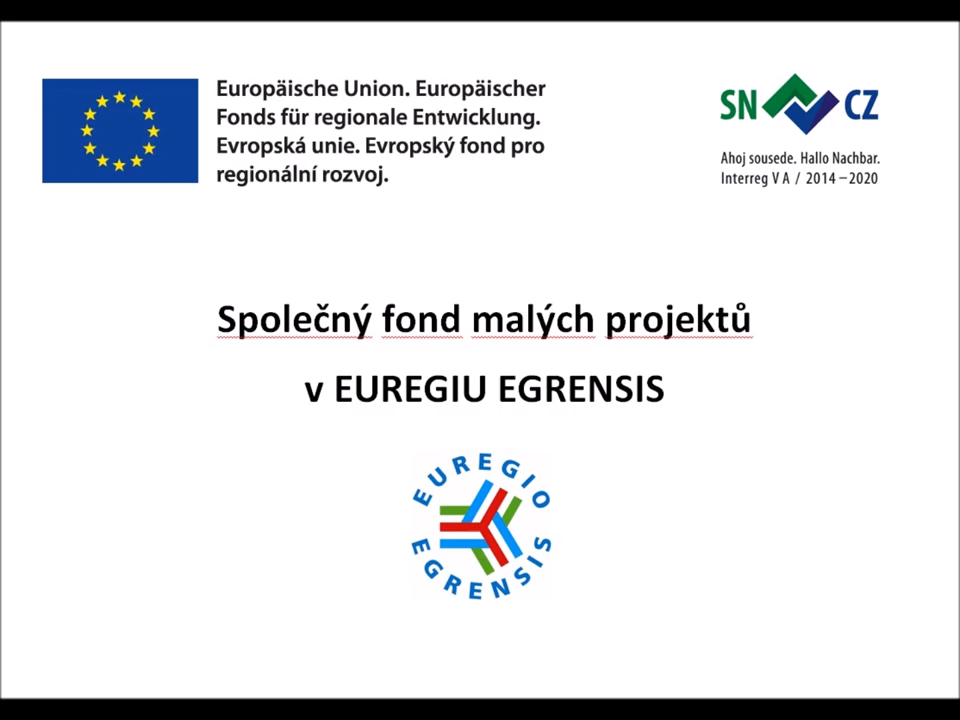 Europäische Union. Europäischer
Fonds für regionale Entwicklung.
Evropská unie. Evropský fond pro
regionální rozvoj.
SN CZ
Ahoj sousede. Hallo Nachbar.
Interreg V A / 2014 – 2020
Společný fond malých projektů
v EUREGIU EGRENSIS
EUREGIO
EGRENSIS